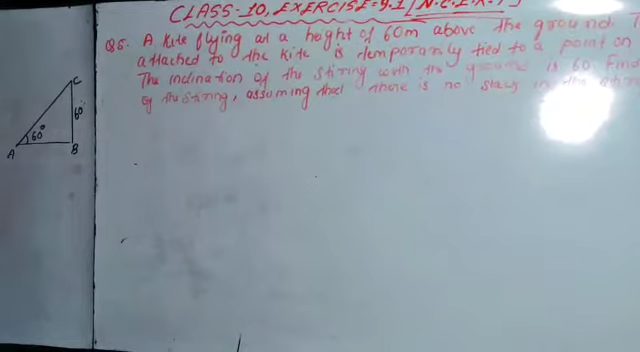 CLASS-10, EXERCISE-9.1 [N.C.E.R.T]
Q5. A kite flying at a height of 60m above the ground. T
attached to the kite is temporarily tied to a point on
The inclination of the string with the ground is 60. Find
of the string, assuming that there is no slack in the
C
60
60°
A B